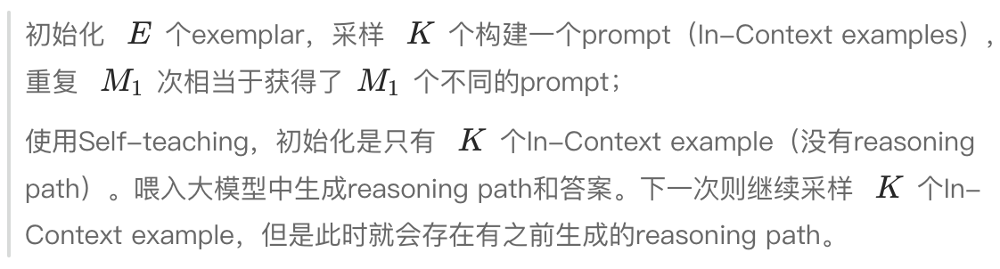 初始化 E 个exemplar，采样 K 个构建一个prompt（In-Context examples），
重复 M₁ 次相当于获得了 M₁ 个不同的prompt；
使用Self-teaching，初始化是只有 K 个In-Context example（没有reasoning
path）。喂入大模型中生成reasoning path和答案。下一次则继续采样 K 个In-
Context example，但是此时就会存在有之前生成的reasoning path。